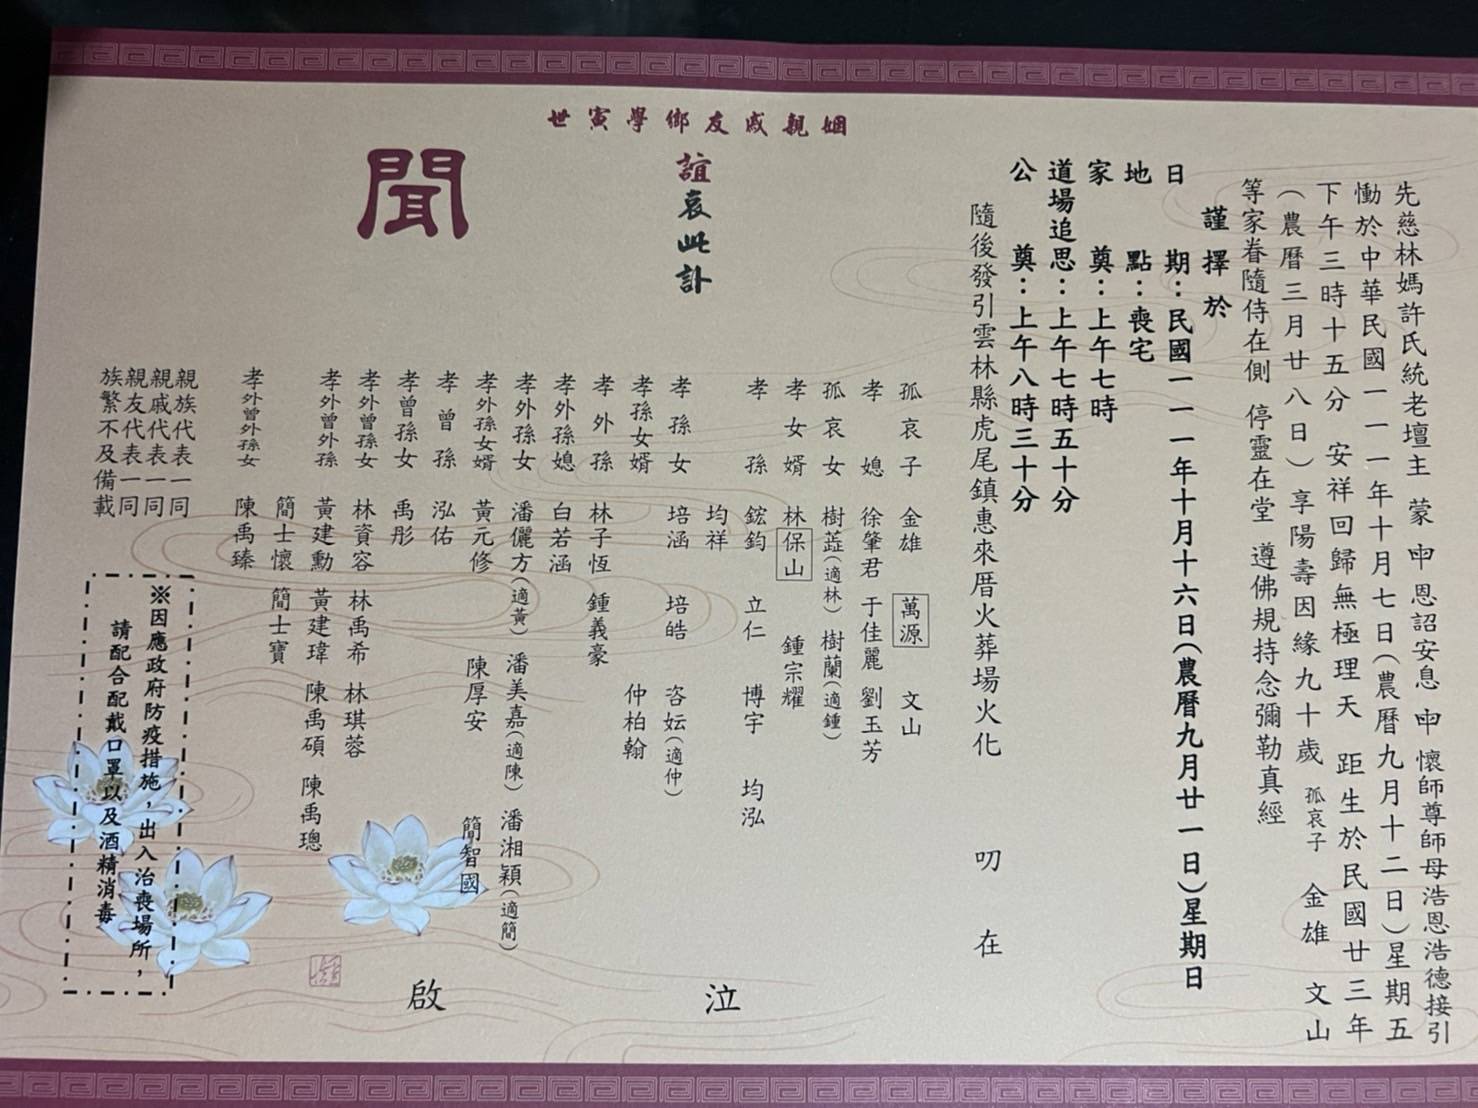 先慈林媽許氏統老壇主 蒙 申 恩詔安息 申 懷師尊師母浩恩浩德接引
慟於中華民國一一一年十月七日(農曆九月十二日)星期五
下午三時十五分 安祥回歸無極理天 距生於民國廿三年
(農曆三月廿八日)享陽壽因緣九十歲 孤哀子 金雄 文山
等家眷隨侍在側 停靈在堂 遵佛規持念彌勒真經
謹擇於
日期:民國一一一年十月十六日(農曆九月廿一日)星期日
地點:喪宅
家奠:上午七時
道場追思:上午七時五十分
公奠:上午八時三十分
隨後發引雲林縣虎尾鎮惠來厝火葬場火化 叨在
姻親戚友鄉學寅世
誼哀此訃
聞
孤哀子 金雄 萬源 文山
孝媳 徐肇君 于佳麗 劉玉芳
孤哀女 樹菈(適林) 樹蘭(適鍾)
孝女婿 林保山 鍾宗耀
孝孫 鋐鈞 立仁 博宇 均泓
均祥
孝孫女 培涵 培皓 咨妘(適仲)
孝孫女婿 仲柏翰
孝外孫 林子恆 鍾義豪
孝外孫媳 白若涵
孝外孫女 潘儷方(適黃) 潘美嘉(適陳) 潘湘穎(適簡)
孝外孫女婿 黃元修 陳厚安 簡智國
孝曾孫 泓佑
孝曾孫女 禹彤
孝外曾孫女 林資容 林禹希 林琪蓉
孝外曾外孫 黃建勳 黃建瑋 陳禹碩 陳禹璁
簡士懷 簡士寶
孝外曾外孫女 陳禹臻
泣
啟
親族代表一同
親戚代表一同
親友代表一同
族繁不及備載
※因應政府防疫措施,出入治喪場所,
請配合配戴口罩以及酒精消毒